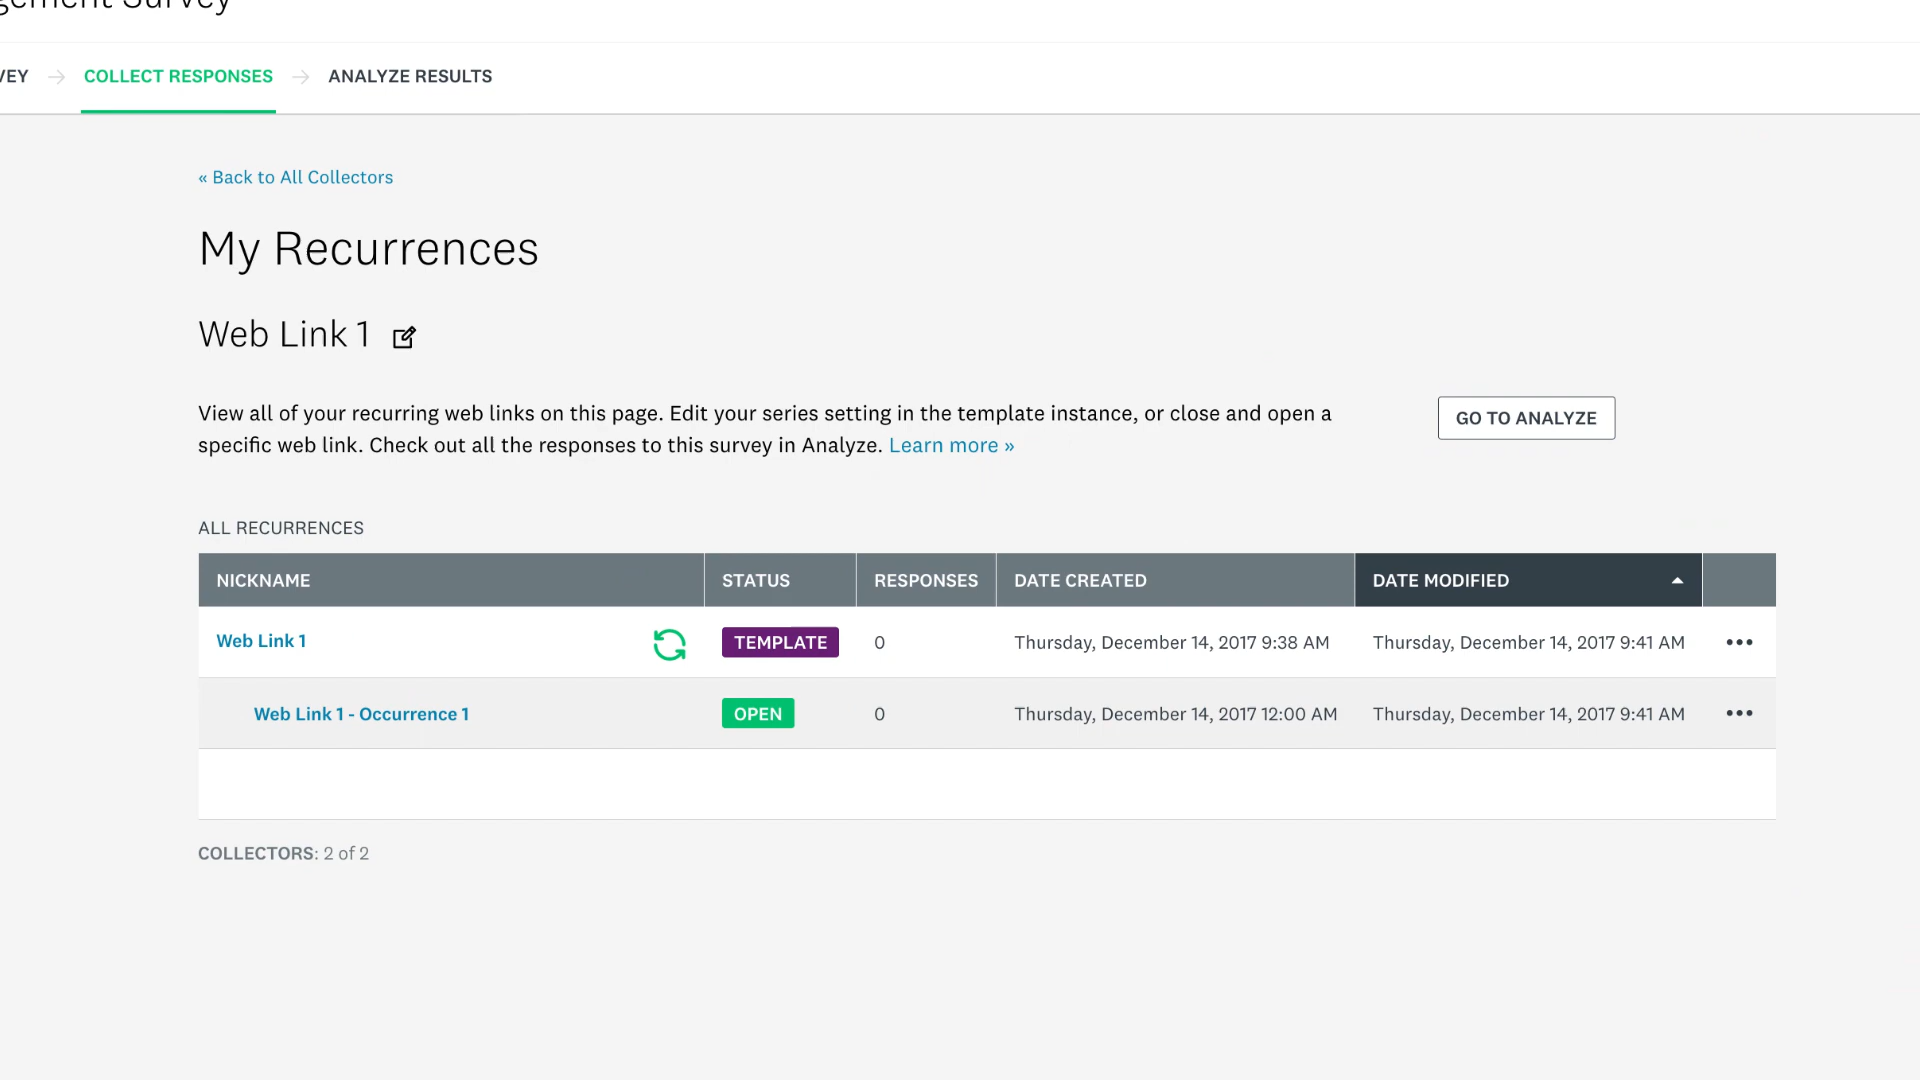 Survey
VEY → COLLECT RESPONSES → ANALYZE RESULTS
« Back to All Collectors
My Recurrences
Web Link 1
View all of your recurring web links on this page. Edit your series setting in the template instance, or close and open a
specific web link. Check out all the responses to this survey in Analyze. Learn more »
GO TO ANALYZE
ALL RECURRENCES
NICKNAME STATUS RESPONSES DATE CREATED DATE MODIFIED
Web Link 1 TEMPLATE 0 Thursday, December 14, 2017 9:38 AM Thursday, December 14, 2017 9:41 AM
Web Link 1 - Occurrence 1 OPEN 0 Thursday, December 14, 2017 12:00 AM Thursday, December 14, 2017 9:41 AM
COLLECTORS: 2 of 2